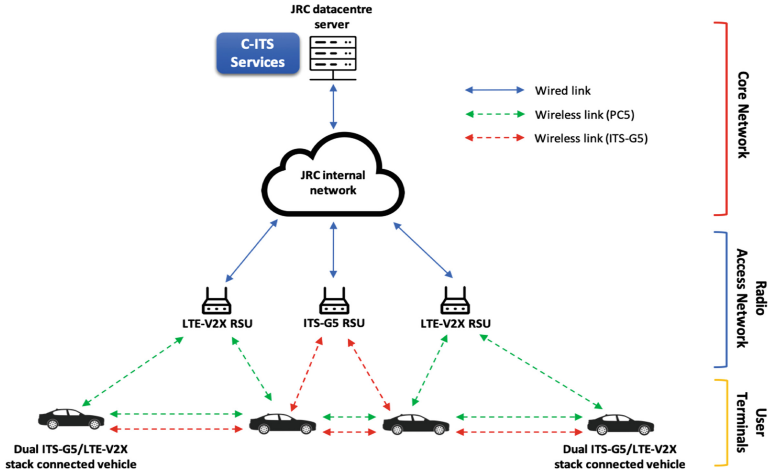 JRC datacentre
server
C-ITS
Services
Wired link
Wireless link (PC5)
Wireless link (ITS-G5)
Core Network
JRC internal
network
Radio
Access Network
LTE-V2X RSU
ITS-G5 RSU
LTE-V2X RSU
User
Terminals
Dual ITS-G5/LTE-V2X
stack connected vehicle
Dual ITS-G5/LTE-V2X
stack connected vehicle